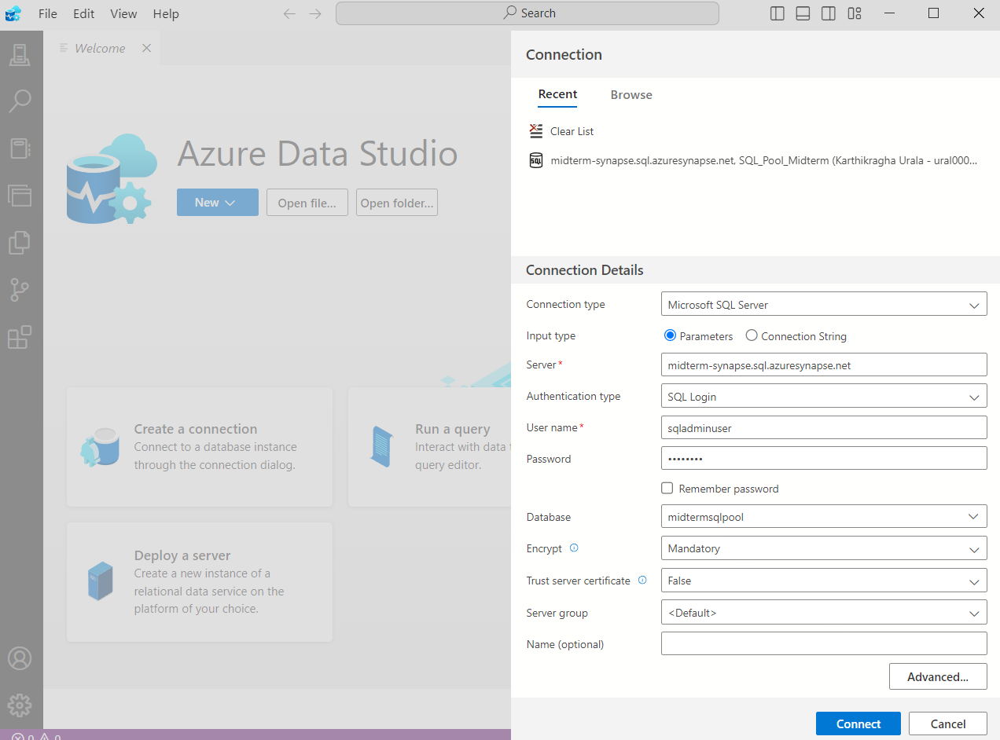 File Edit View Help Search
Welcome
Azure Data Studio
New Open file... Open folder...
Create a connection
Connect to a database instance
through the connection dialog.
Run a query
Interact with data
query editor.
Deploy a server
Create a new instance of a
relational data service on the
platform of your choice.
0 0
Connection
Recent Browse
Clear List
midterm-synapse.sql.azuresynapse.net, SQL_Pool_Midterm (Karthikragha Urala - ural000...
Connection Details
Connection type Microsoft SQL Server
Input type Parameters Connection String
Server* midterm-synapse.sql.azuresynapse.net
Authentication type SQL Login
User name* sqladminuser
Password ••••••••
Remember password
Database midtermsqlpool
Encrypt Mandatory
Trust server certificate False
Server group <Default>
Name (optional)
Advanced...
Connect Cancel